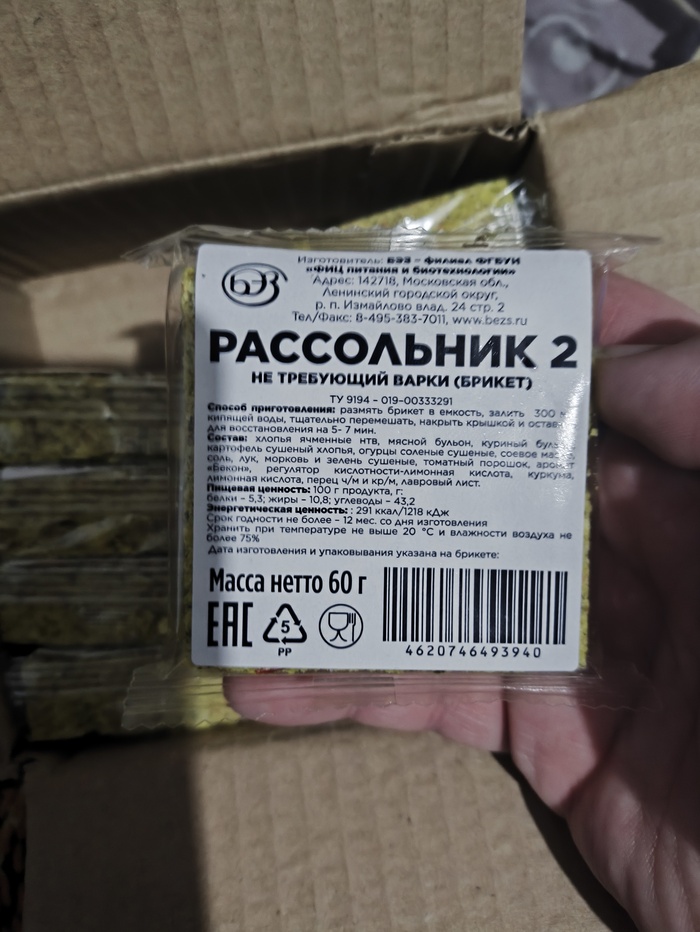 БЭЗ
Изготовитель: БЭЗ – филиал ФГБУН
«ФИЦ питания и биотехнологии»
Адрес: 142718, Московская обл.,
Ленинский городской округ,
р. п. Измайлово влад. 24 стр. 2
Тел/Факс: 8-495-383-7011, www.bezs.ru
РАССОЛЬНИК 2
НЕ ТРЕБУЮЩИЙ ВАРКИ (БРИКЕТ)
ТУ 9194 – 019-00333291
Способ приготовления: размять брикет в емкость, залить 300
кипящей воды, тщательно перемешать, накрыть крышкой и
для восстановления на 5- 7 мин.
Состав: хлопья ячменные нтв, мясной бульон, куриный
картофель сушеный хлопья, огурцы соленые сушеные, соевое
соль, лук, морковь и зелень сушеные, томатный порошок,
«Бекон», регулятор кислотности-лимонная кислота, куркума,
лимонная кислота, перец ч/м и кр/м, лавровый лист.
Пищевая ценность: 100 г продукта, г:
белки – 5,3; жиры – 10,8; углеводы – 43,2
Энергетическая ценность: : 291 ккал/1218 кДж
Срок годности не более – 12 мес. со дня изготовления
Хранить при температуре не выше 20 °С и влажности воздуха не
более 75%
Дата изготовления и упаковывания указана на брикете:
Масса нетто 60 г
EAC
5
PP
4620746493940